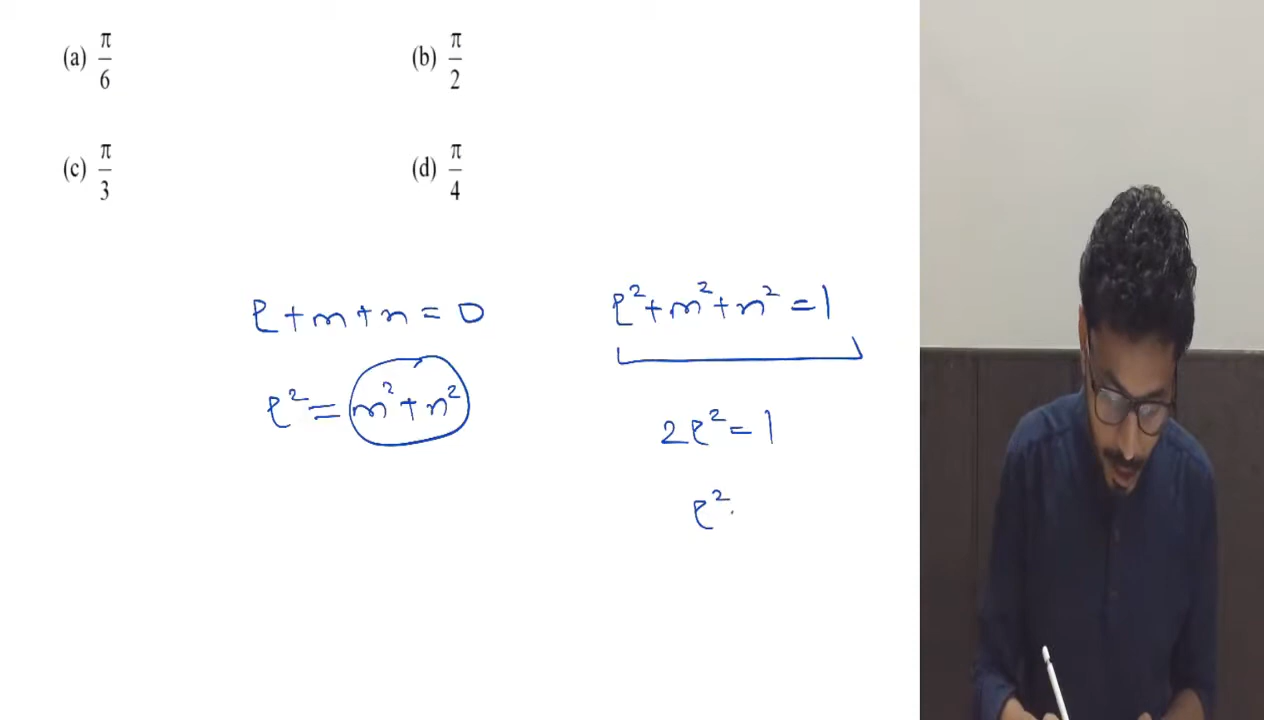 (a) π/6 (b) π/2
(c) π/3 (d) π/4
l + m + n = 0 l² + m² + n² = 1
l² = m² + n² 2l² = 1
l²